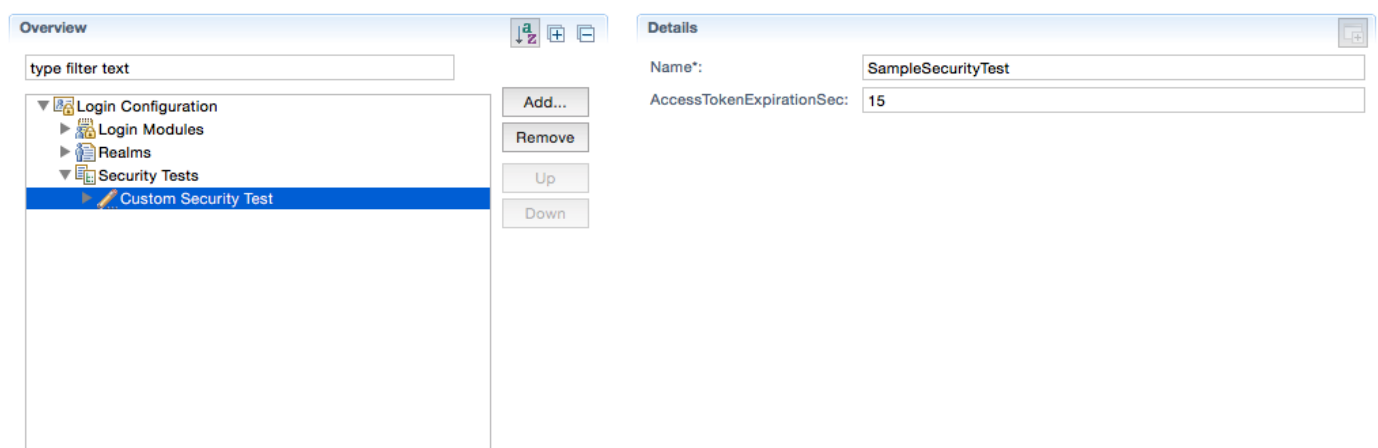 Overview
type filter text
Login Configuration
Login Modules
Realms
Security Tests
Custom Security Test
Add...
Remove
Up
Down
Details
Name*: SampleSecurityTest
AccessTokenExpirationSec: 15